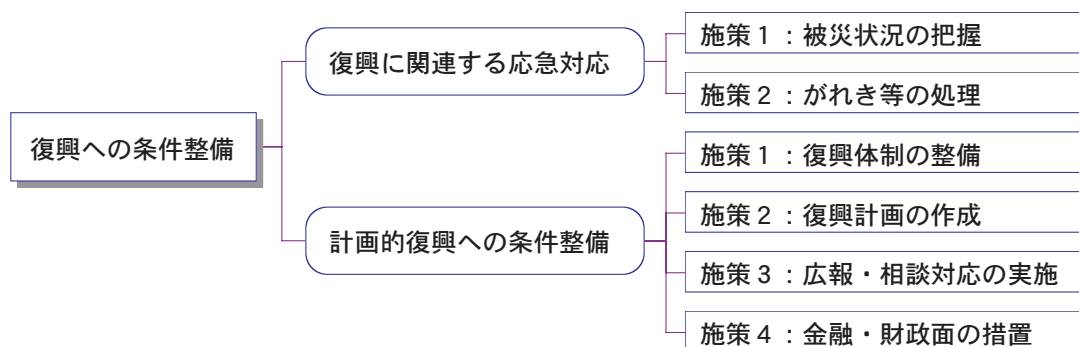 復興への条件整備
復興に関連する応急対応
施策１：被災状況の把握
施策２：がれき等の処理
計画的復興への条件整備
施策１：復興体制の整備
施策２：復興計画の作成
施策３：広報・相談対応の実施
施策４：金融・財政面の措置